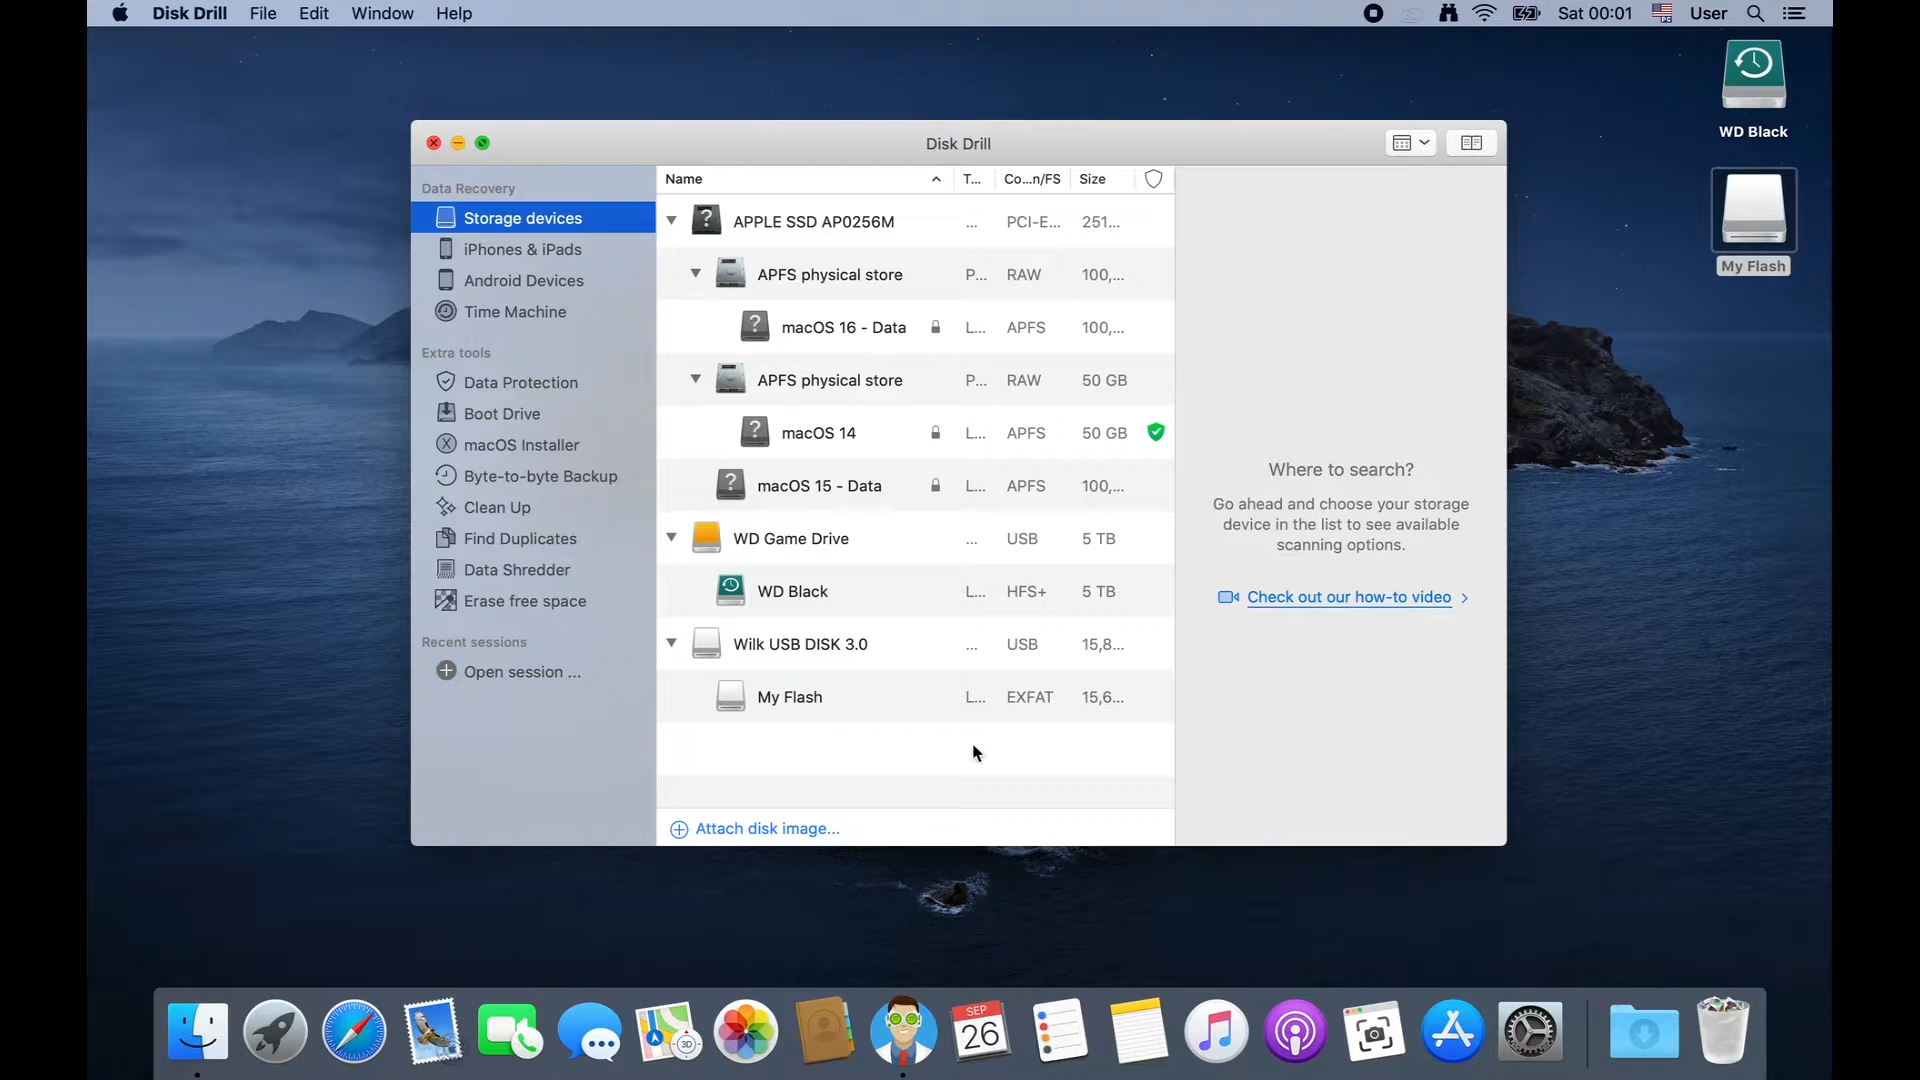 Disk Drill File Edit Window Help Sat 00:01 User
WD Black
My Flash
Disk Drill
Data Recovery
Storage devices
iPhones & iPads
Android Devices
Time Machine
Extra tools
Data Protection
Boot Drive
macOS Installer
Byte-to-byte Backup
Clean Up
Find Duplicates
Data Shredder
Erase free space
Recent sessions
Open session ...
Name T... Co...n/FS Size
APPLE SSD AP0256M ... PCI-E... 251...
APFS physical store P... RAW 100,...
macOS 16 - Data L... APFS 100,...
APFS physical store P... RAW 50 GB
macOS 14 L... APFS 50 GB
macOS 15 - Data L... APFS 100,...
WD Game Drive ... USB 5 TB
WD Black L... HFS+ 5 TB
Wilk USB DISK 3.0 ... USB 15,8...
My Flash L... EXFAT 15,6...
Attach disk image...
Where to search?
Go ahead and choose your storage
device in the list to see available
scanning options.
Check out our how-to video
3D
SEP
26